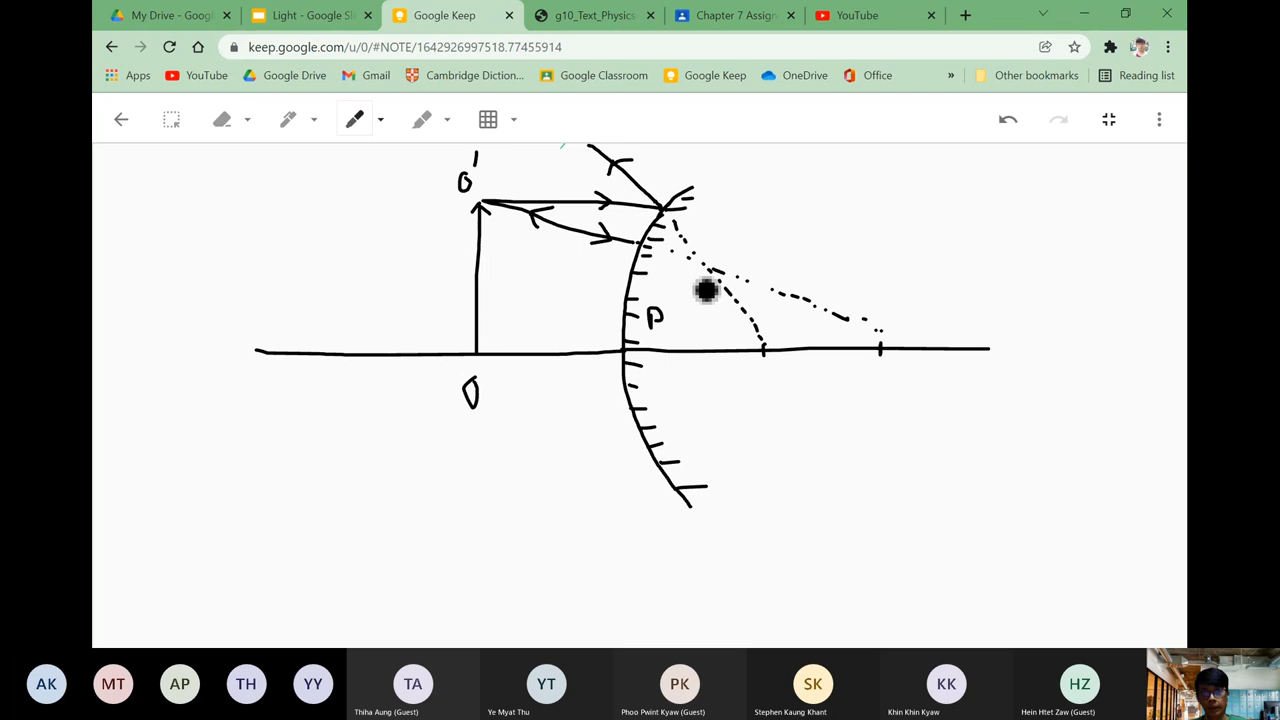 My Drive - Googl
Light - Google Sli
Google Keep
g10_Text_Physics
Chapter 7 Assign
YouTube
keep.google.com/u/0/#NOTE/1642926997518.77455914
Apps
YouTube
Google Drive
Gmail
Cambridge Diction...
Google Classroom
Google Keep
OneDrive
Office
»
Other bookmarks
Reading list
O'
P
O
AK
MT
AP
TH
YY
TA
YT
PK
SK
KK
HZ
Thiha Aung (Guest)
Ye Myat Thu
Phoo Pwint Kyaw (Guest)
Stephen Kaung Khant
Khin Khin Kyaw
Hein Htet Zaw (Guest)